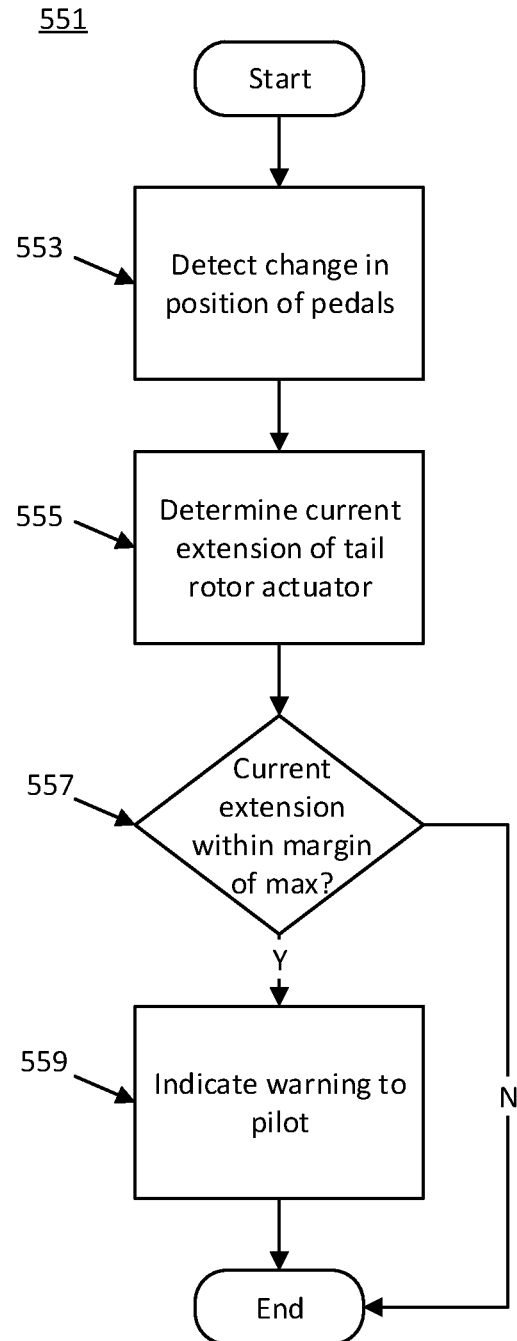 551
Start
553
Detect change in
position of pedals
555
Determine current
extension of tail
rotor actuator
557
Current
extension
within margin
of max?
Y
559
Indicate warning to
pilot
N
End